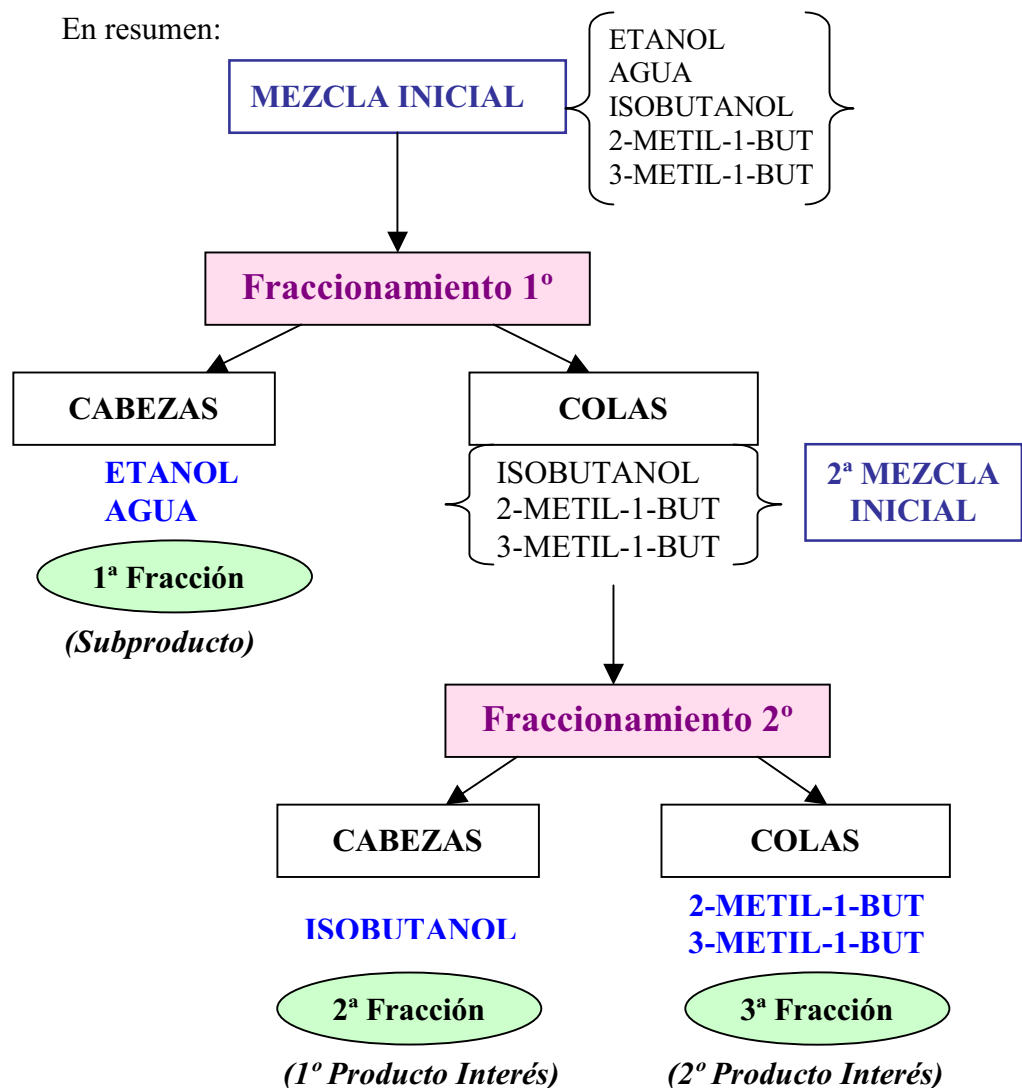 En resumen:
MEZCLA INICIAL
ETANOL
AGUA
ISOBUTANOL
2-METIL-1-BUT
3-METIL-1-BUT
Fraccionamiento 1º
CABEZAS
COLAS
ETANOL
AGUA
ISOBUTANOL
2-METIL-1-BUT
3-METIL-1-BUT
2ª MEZCLA
INICIAL
1ª Fracción
(Subproducto)
Fraccionamiento 2º
CABEZAS
COLAS
ISOBUTANOL
2-METIL-1-BUT
3-METIL-1-BUT
2ª Fracción
3ª Fracción
(1º Producto Interés)
(2º Producto Interés)